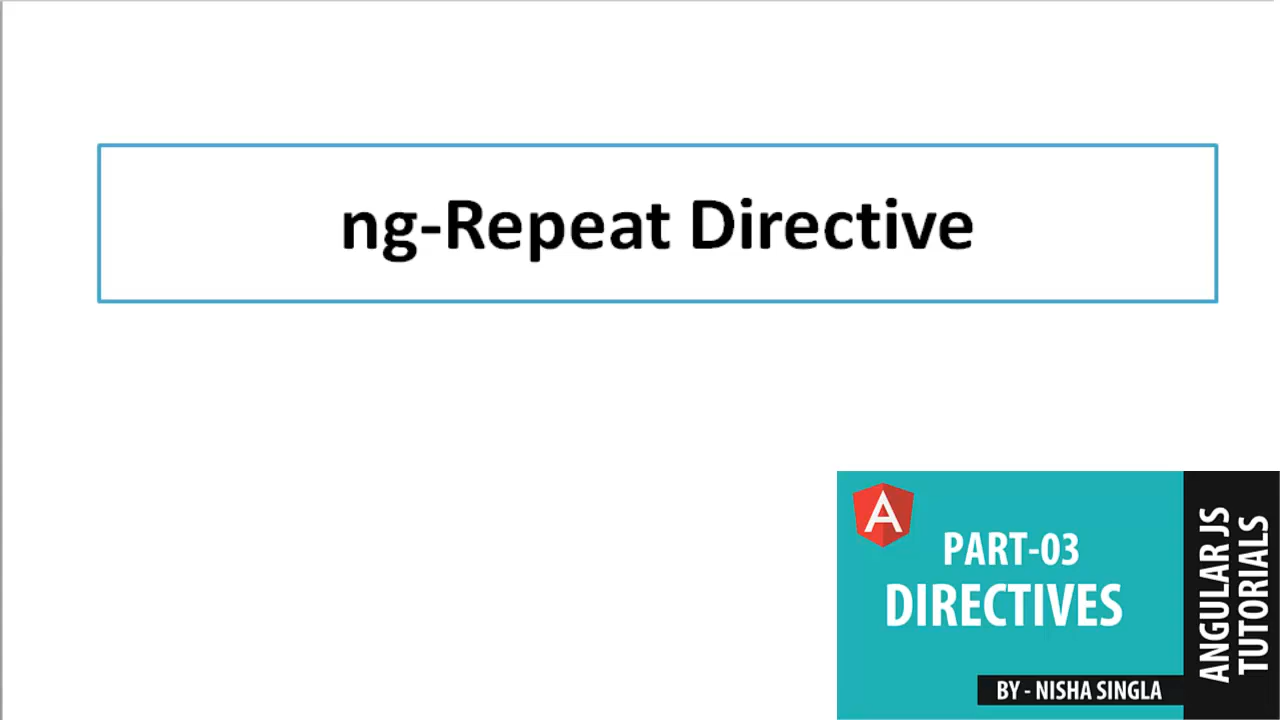 ng-Repeat Directive
A
PART-03
DIRECTIVES
BY - NISHA SINGLA
ANGULAR JS
TUTORIALS